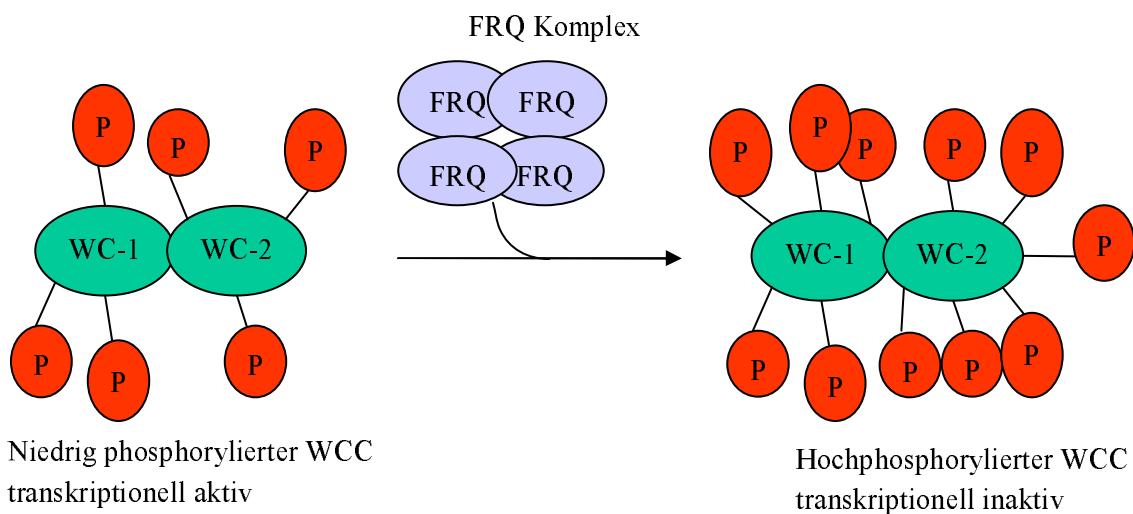 FRQ Komplex
FRQ FRQ
FRQ FRQ
P P P
WC-1 WC-2
P P P
Niedrig phosphorylierter WCC
transkriptionell aktiv
P P P P P
WC-1 WC-2 P
P P P P P
Hochphosphorylierter WCC
transkriptionell inaktiv